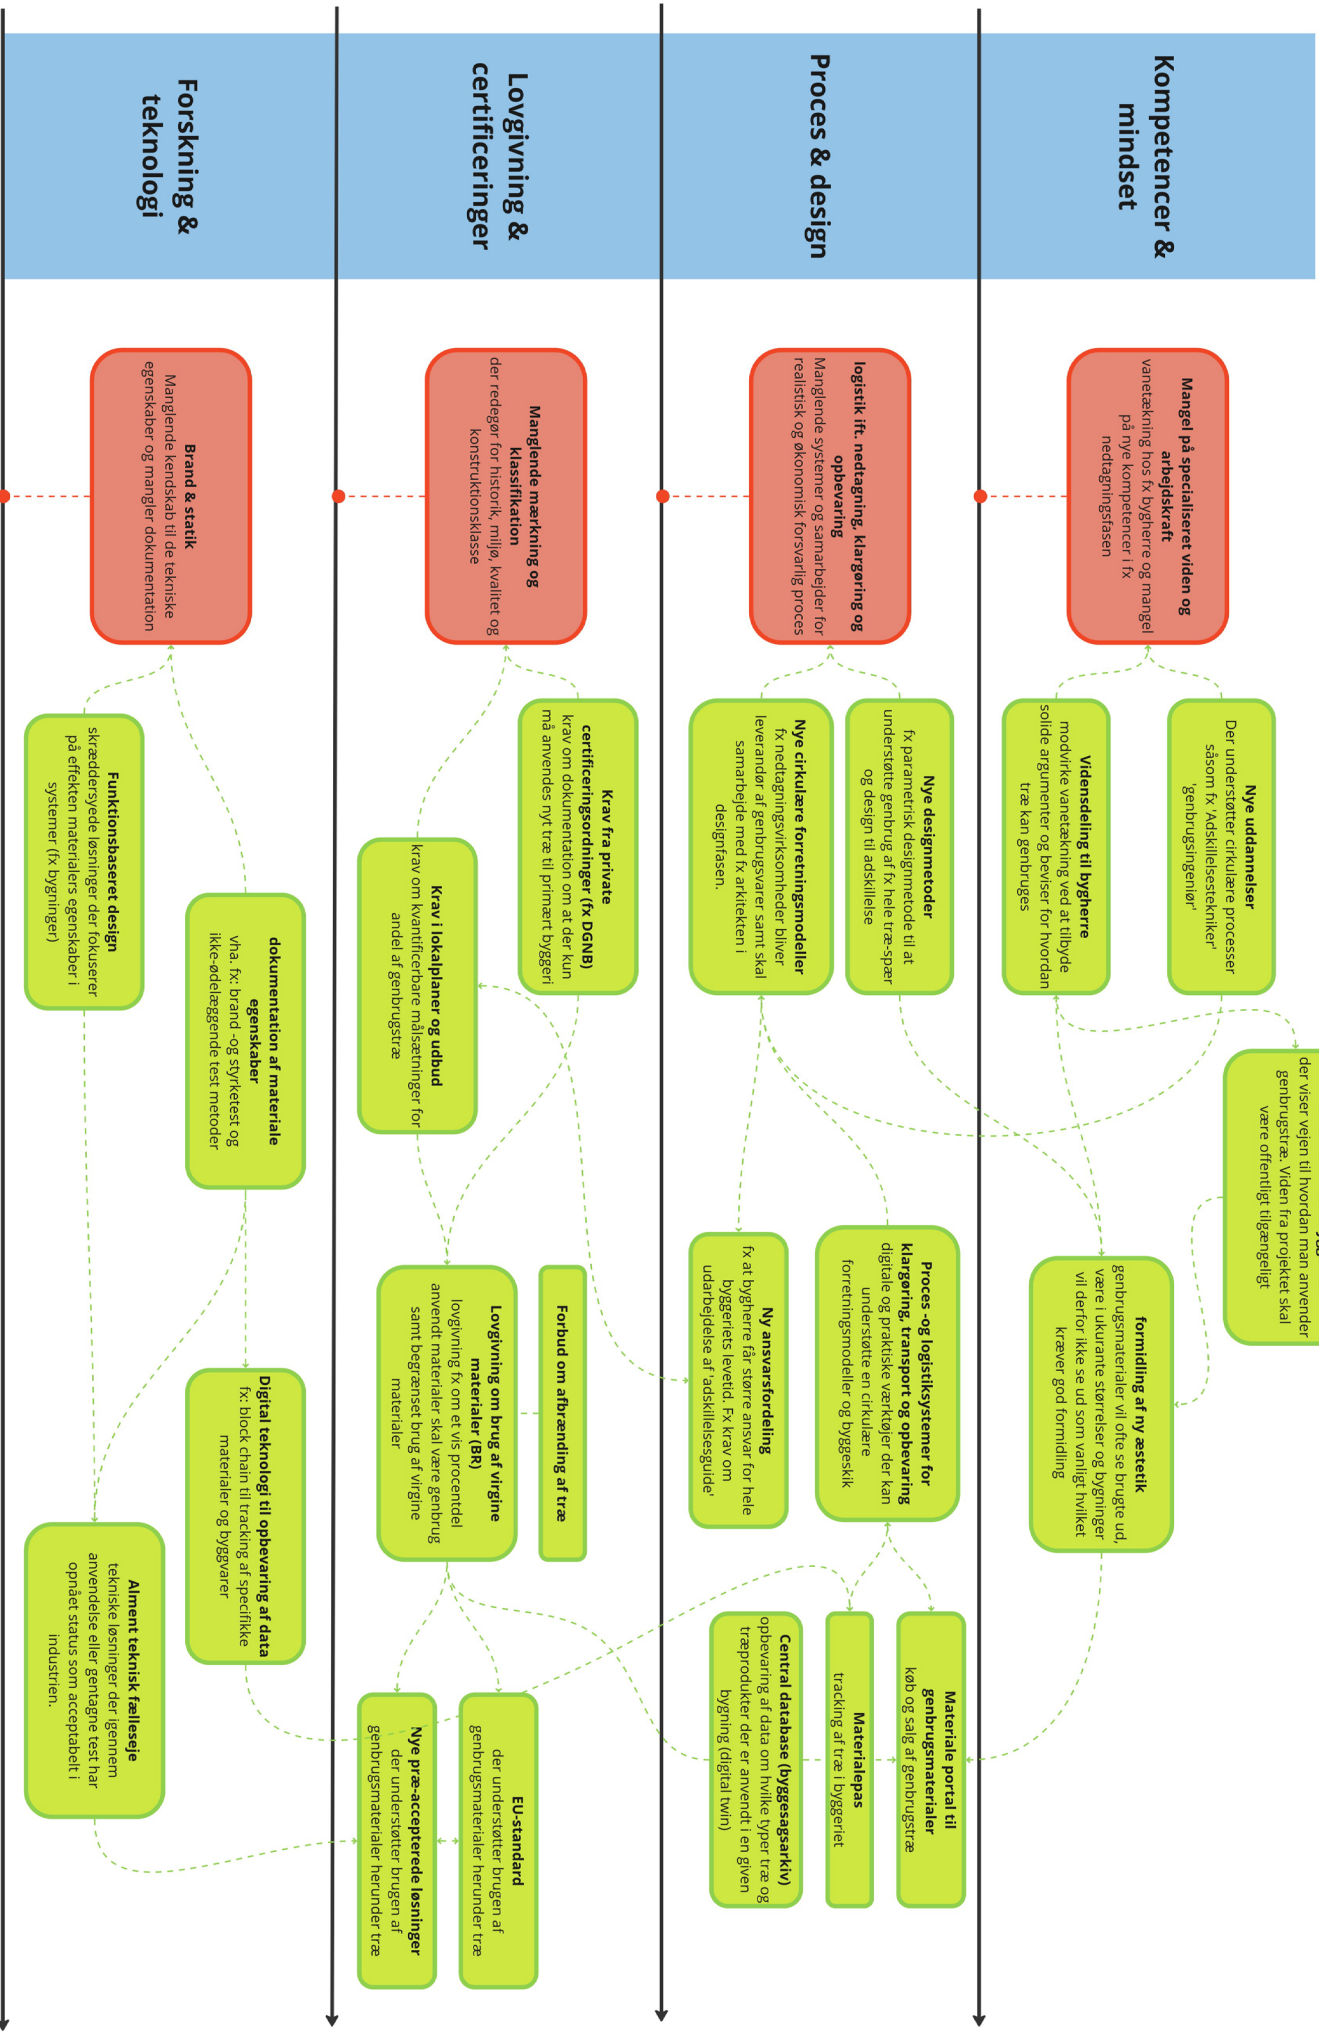 Kompetencer &
mindset
Mangel på specialiseret viden og
arbejdskraft
vanetækning hos fx bygherre og mangel
på nye kompetencer i fx
nedtagningsfasen
Nye uddannelser
Der understøtter cirkulære processer
såsom fx 'Adskillelsestekniker'
'genbrugsingeniør'
Vidensdeling til bygherre
modvirke vanetækning ved at tilbyde
solide argumenter og beviser for hvordan
træ kan genbruges
der viser vejen til hvordan man anvender
genbrugstræ. Viden fra projektet skal
være offentligt tilgængeligt
formidling af ny æstetik
genbrugsmaterialer vil ofte se brugte ud,
være i ukurante størrelser og bygninger
vil derfor ikke se ud som vanligt hvilket
kræver god formidling
Proces & design
logistik ift. nedtagning, klargøring og
opbevaring
Manglende systemer og samarbejder for
realistisk og økonomisk forsvarlig proces
Nye designmetoder
fx parametrisk designmetode til at
understøtte genbrug af fx hele træ-spær
og design til adskillelse
Nye cirkulære forretningsmodeller
fx nedtagningsvirksomheder bliver
leverandør af genbrugsvarer samt skal
samarbejde med fx arkitekten i
designfasen.
Proces -og logistiksystemer for
klargøring, transport og opbevaring
digitale og praktiske værktøjer der kan
understøtte en cirkulære
forretningsmodeller og byggeskik
Ny ansvarsfordeling
fx at bygherre får større ansvar for hele
byggeriets levetid. Fx krav om
udarbejdelse af 'adskillelsesguide'
Materiale portal til
genbrugsmaterialer
køb og salg af genbrugstræ
Materialepas
tracking af træ i byggeriet
Central database (byggesagsarkiv)
opbevaring af data om hvilke typer træ og
træprodukter der er anvendt i en given
bygning (digital twin)
Lovgivning &
certificeringer
Manglende mærkning og
klassifikation
der redegør for historik, miljø, kvalitet og
konstruktionsklasse
Krav fra private
certificeringsordninger (fx DGNB)
krav om dokumentation om at der kun
må anvendes nyt træ til primært byggeri
Krav i lokalplaner og udbud
krav om kvantificerbare målsætninger for
andel af genbrugstræ
Forbud om afbrænding af træ
Lovgivning om brug af virgine
materialer (BR)
lovgivning fx om et vis procentdel
anvendt materialer skal være genbrug
samt begrænset brug af virgine
materialer
EU-standard
der understøtter brugen af
genbrugsmaterialer herunder træ
Nye præ-accepterede løsninger
der understøtter brugen af
genbrugsmaterialer herunder træ
Forskning &
teknologi
Brand & statik
Manglende kendskab til de tekniske
egenskaber og mangler dokumentation
dokumentation af materiale
egenskaber
vha. fx: brand -og styrketest og
ikke-ødelæggende test metoder
Funktionsbaseret design
skræddersyede løsninger der fokuserer
på effekten materialers egenskaber i
systemer (fx bygninger)
Digital teknologi til opbevaring af data
fx: block chain til tracking af specifikke
materialer og byggvarer
Alment teknisk fælleseje
tekniske løsninger der igennem
anvendelse eller gentagne test har
opnået status som acceptabelt i
industrien.